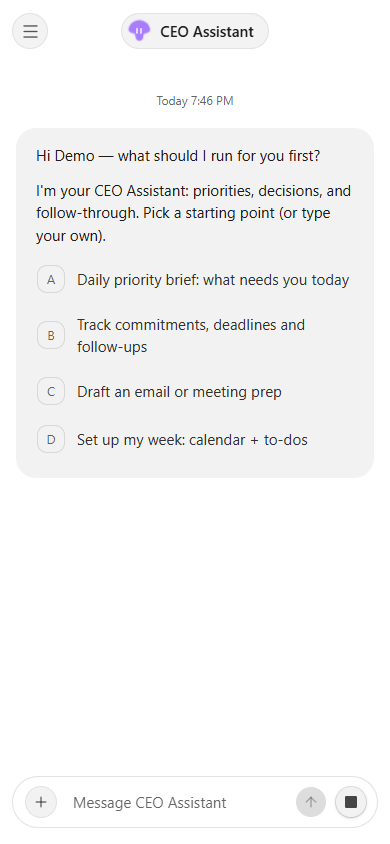 CEO Assistant
Today 7:46 PM
Hi Demo — what should I run for you first?
I'm your CEO Assistant: priorities, decisions, and
follow-through. Pick a starting point (or type
your own).
A Daily priority brief: what needs you today
B Track commitments, deadlines and
follow-ups
C Draft an email or meeting prep
D Set up my week: calendar + to-dos
Message CEO Assistant